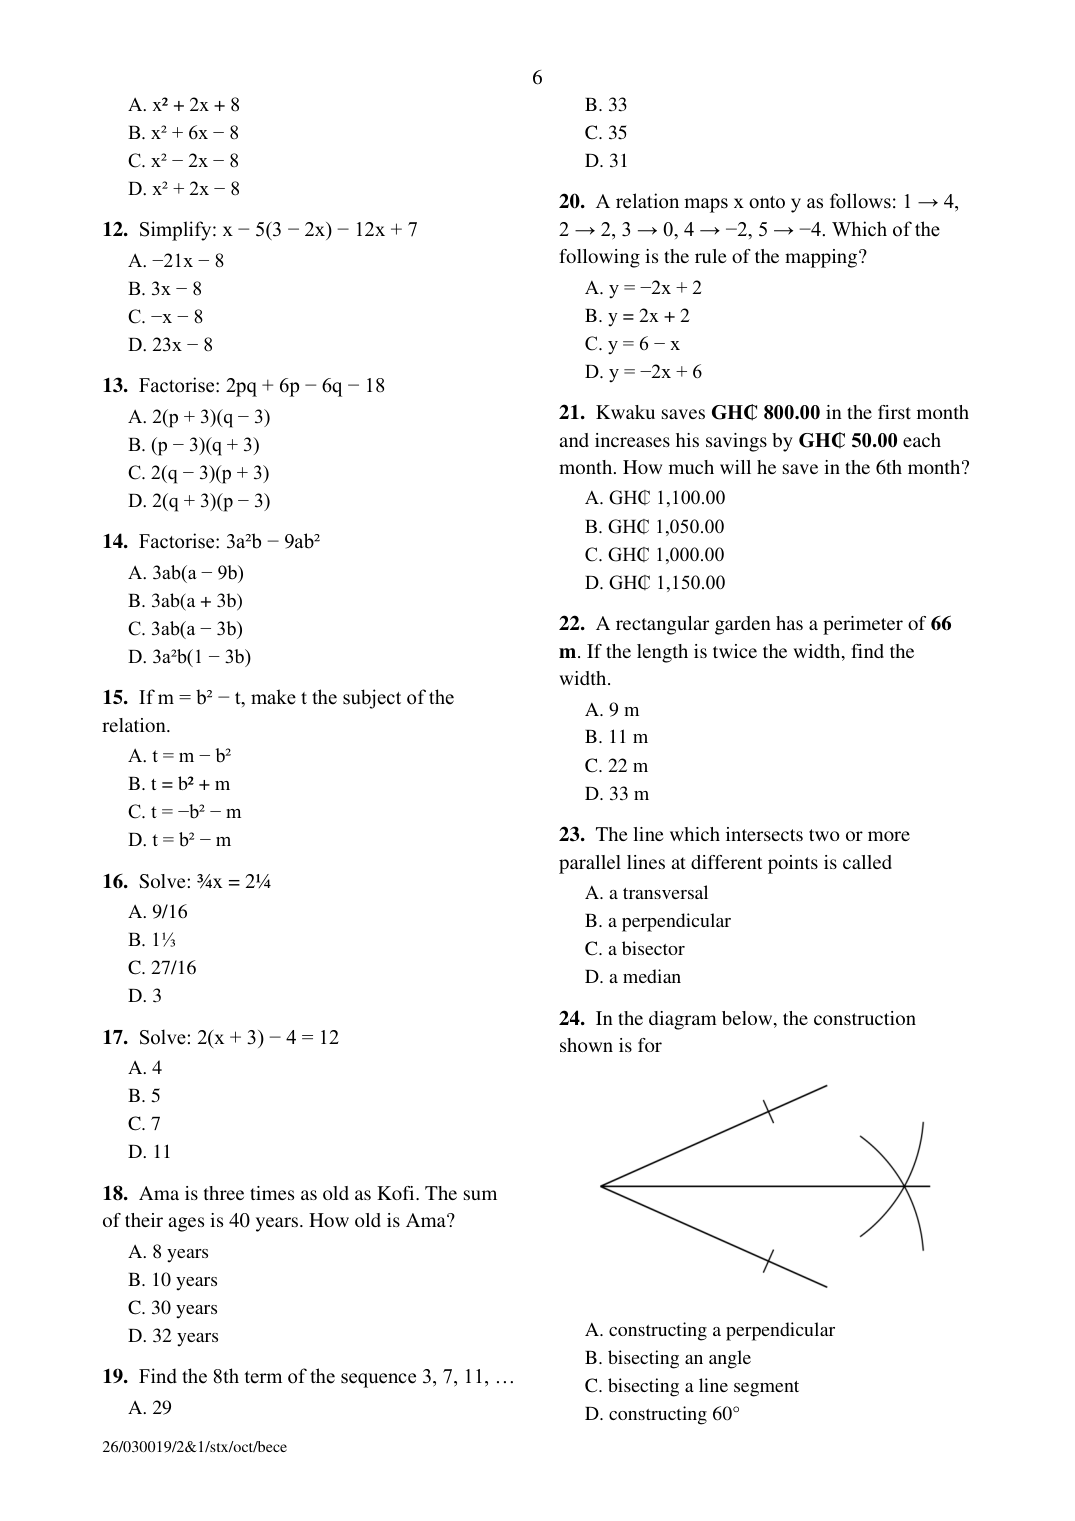 6
A. x² + 2x + 8
B. x² + 6x − 8
C. x² − 2x − 8
D. x² + 2x − 8
12. Simplify: x − 5(3 − 2x) − 12x + 7
A. −21x − 8
B. 3x − 8
C. −x − 8
D. 23x − 8
13. Factorise: 2pq + 6p − 6q − 18
A. 2(p + 3)(q − 3)
B. (p − 3)(q + 3)
C. 2(q − 3)(p + 3)
D. 2(q + 3)(p − 3)
14. Factorise: 3a²b − 9ab²
A. 3ab(a − 9b)
B. 3ab(a + 3b)
C. 3ab(a − 3b)
D. 3a²b(1 − 3b)
15. If m = b² − t, make t the subject of the
relation.
A. t = m − b²
B. t = b² + m
C. t = −b² − m
D. t = b² − m
16. Solve: ¾x = 2¼
A. 9/16
B. 1⅓
C. 27/16
D. 3
17. Solve: 2(x + 3) − 4 = 12
A. 4
B. 5
C. 7
D. 11
18. Ama is three times as old as Kofi. The sum
of their ages is 40 years. How old is Ama?
A. 8 years
B. 10 years
C. 30 years
D. 32 years
19. Find the 8th term of the sequence 3, 7, 11, …
A. 29
B. 33
C. 35
D. 31
20. A relation maps x onto y as follows: 1 → 4,
2 → 2, 3 → 0, 4 → −2, 5 → −4. Which of the
following is the rule of the mapping?
A. y = −2x + 2
B. y = 2x + 2
C. y = 6 − x
D. y = −2x + 6
21. Kwaku saves GH₵ 800.00 in the first month
and increases his savings by GH₵ 50.00 each
month. How much will he save in the 6th month?
A. GH₵ 1,100.00
B. GH₵ 1,050.00
C. GH₵ 1,000.00
D. GH₵ 1,150.00
22. A rectangular garden has a perimeter of 66
m. If the length is twice the width, find the
width.
A. 9 m
B. 11 m
C. 22 m
D. 33 m
23. The line which intersects two or more
parallel lines at different points is called
A. a transversal
B. a perpendicular
C. a bisector
D. a median
24. In the diagram below, the construction
shown is for
A. constructing a perpendicular
B. bisecting an angle
C. bisecting a line segment
D. constructing 60°
26/030019/2&1/stx/oct/bece